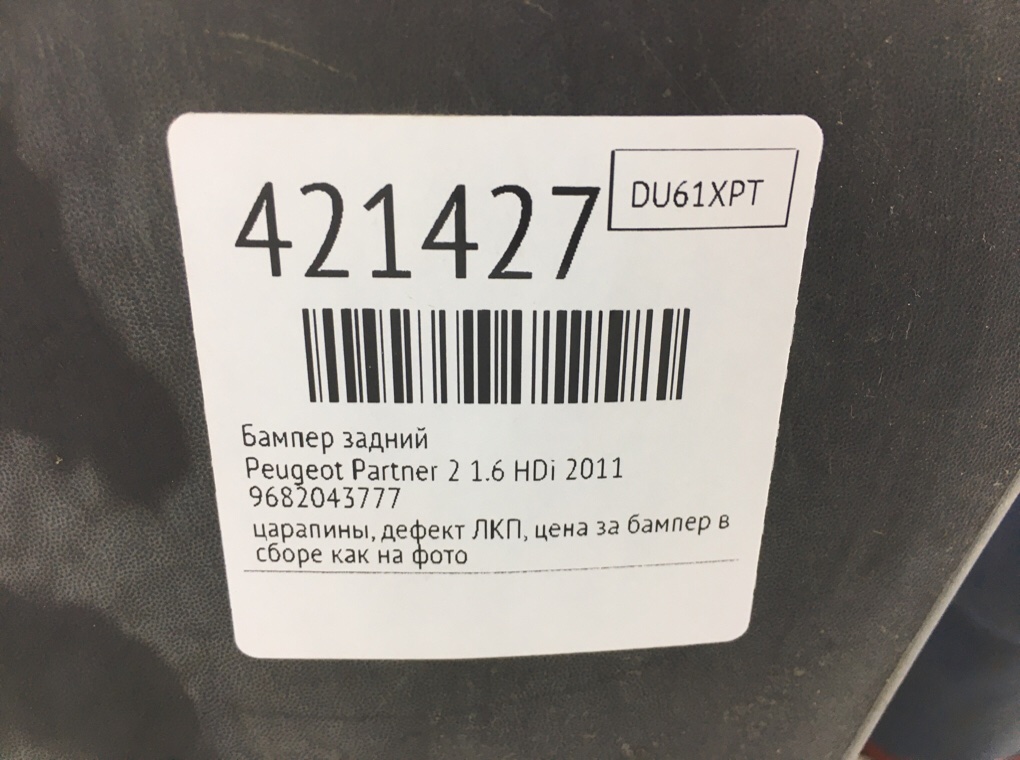 421427
DU61XPT
Бампер задний
Peugeot Partner 2 1.6 HDi 2011
9682043777
царапины, дефект ЛКП, цена за бампер в
сборе как на фото